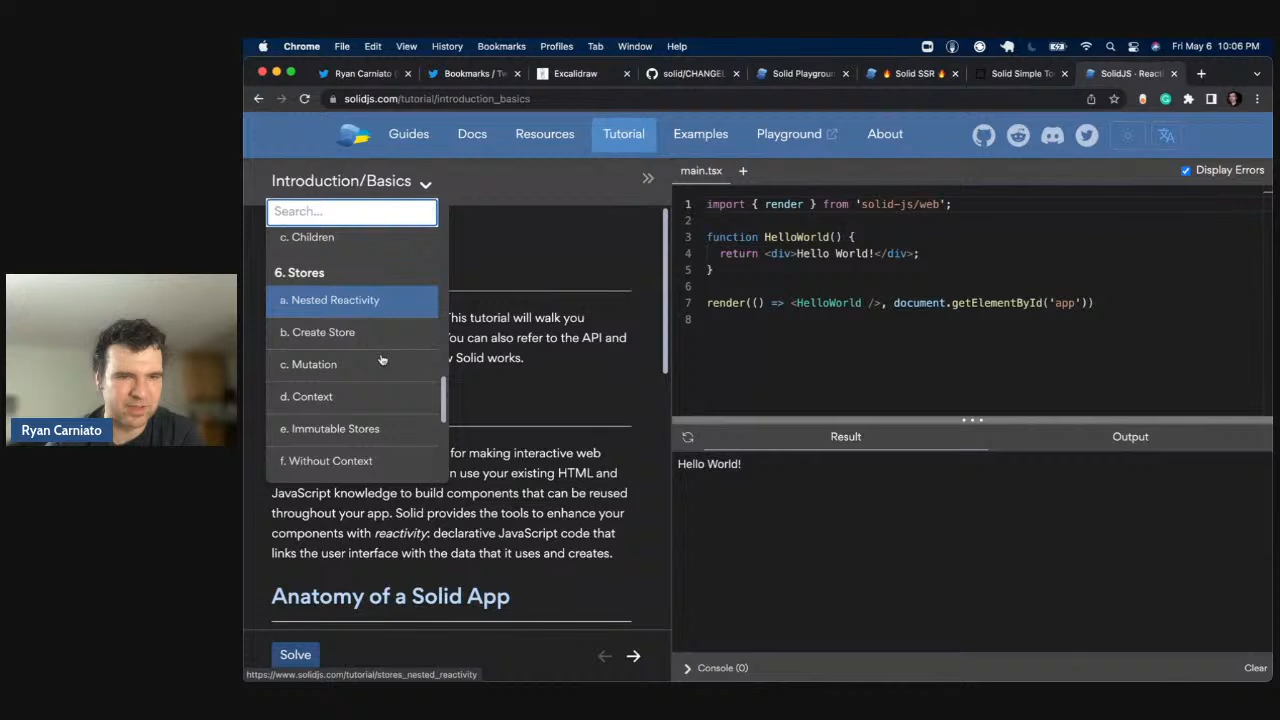 Chrome File Edit View History Bookmarks Profiles Tab Window Help Fri May 6 10:06 PM
Ryan Carniato ( Bookmarks / Tw Excalidraw solid/CHANGEL Solid Playgroun 🔥 Solid SSR 🔥 Solid Simple To SolidJS · Reacti
solidjs.com/tutorial/introduction_basics
Guides Docs Resources Tutorial Examples Playground About
Introduction/Basics
main.tsx + Display Errors
Search...
c. Children
6. Stores
a. Nested Reactivity
b. Create Store
c. Mutation
d. Context
e. Immutable Stores
f. Without Context
This tutorial will walk you
You can also refer to the API and
w Solid works.
for making interactive web
n use your existing HTML and
JavaScript knowledge to build components that can be reused
throughout your app. Solid provides the tools to enhance your
components with reactivity: declarative JavaScript code that
links the user interface with the data that it uses and creates.
Anatomy of a Solid App
Solve
https://www.solidjs.com/tutorial/stores_nested_reactivity
1 import { render } from 'solid-js/web';
2
3 function HelloWorld() {
4 return <div>Hello World!</div>;
5 }
6
7 render(() => <HelloWorld />, document.getElementById('app'))
8
Result Output
Hello World!
Console (0) Clear
Ryan Carniato